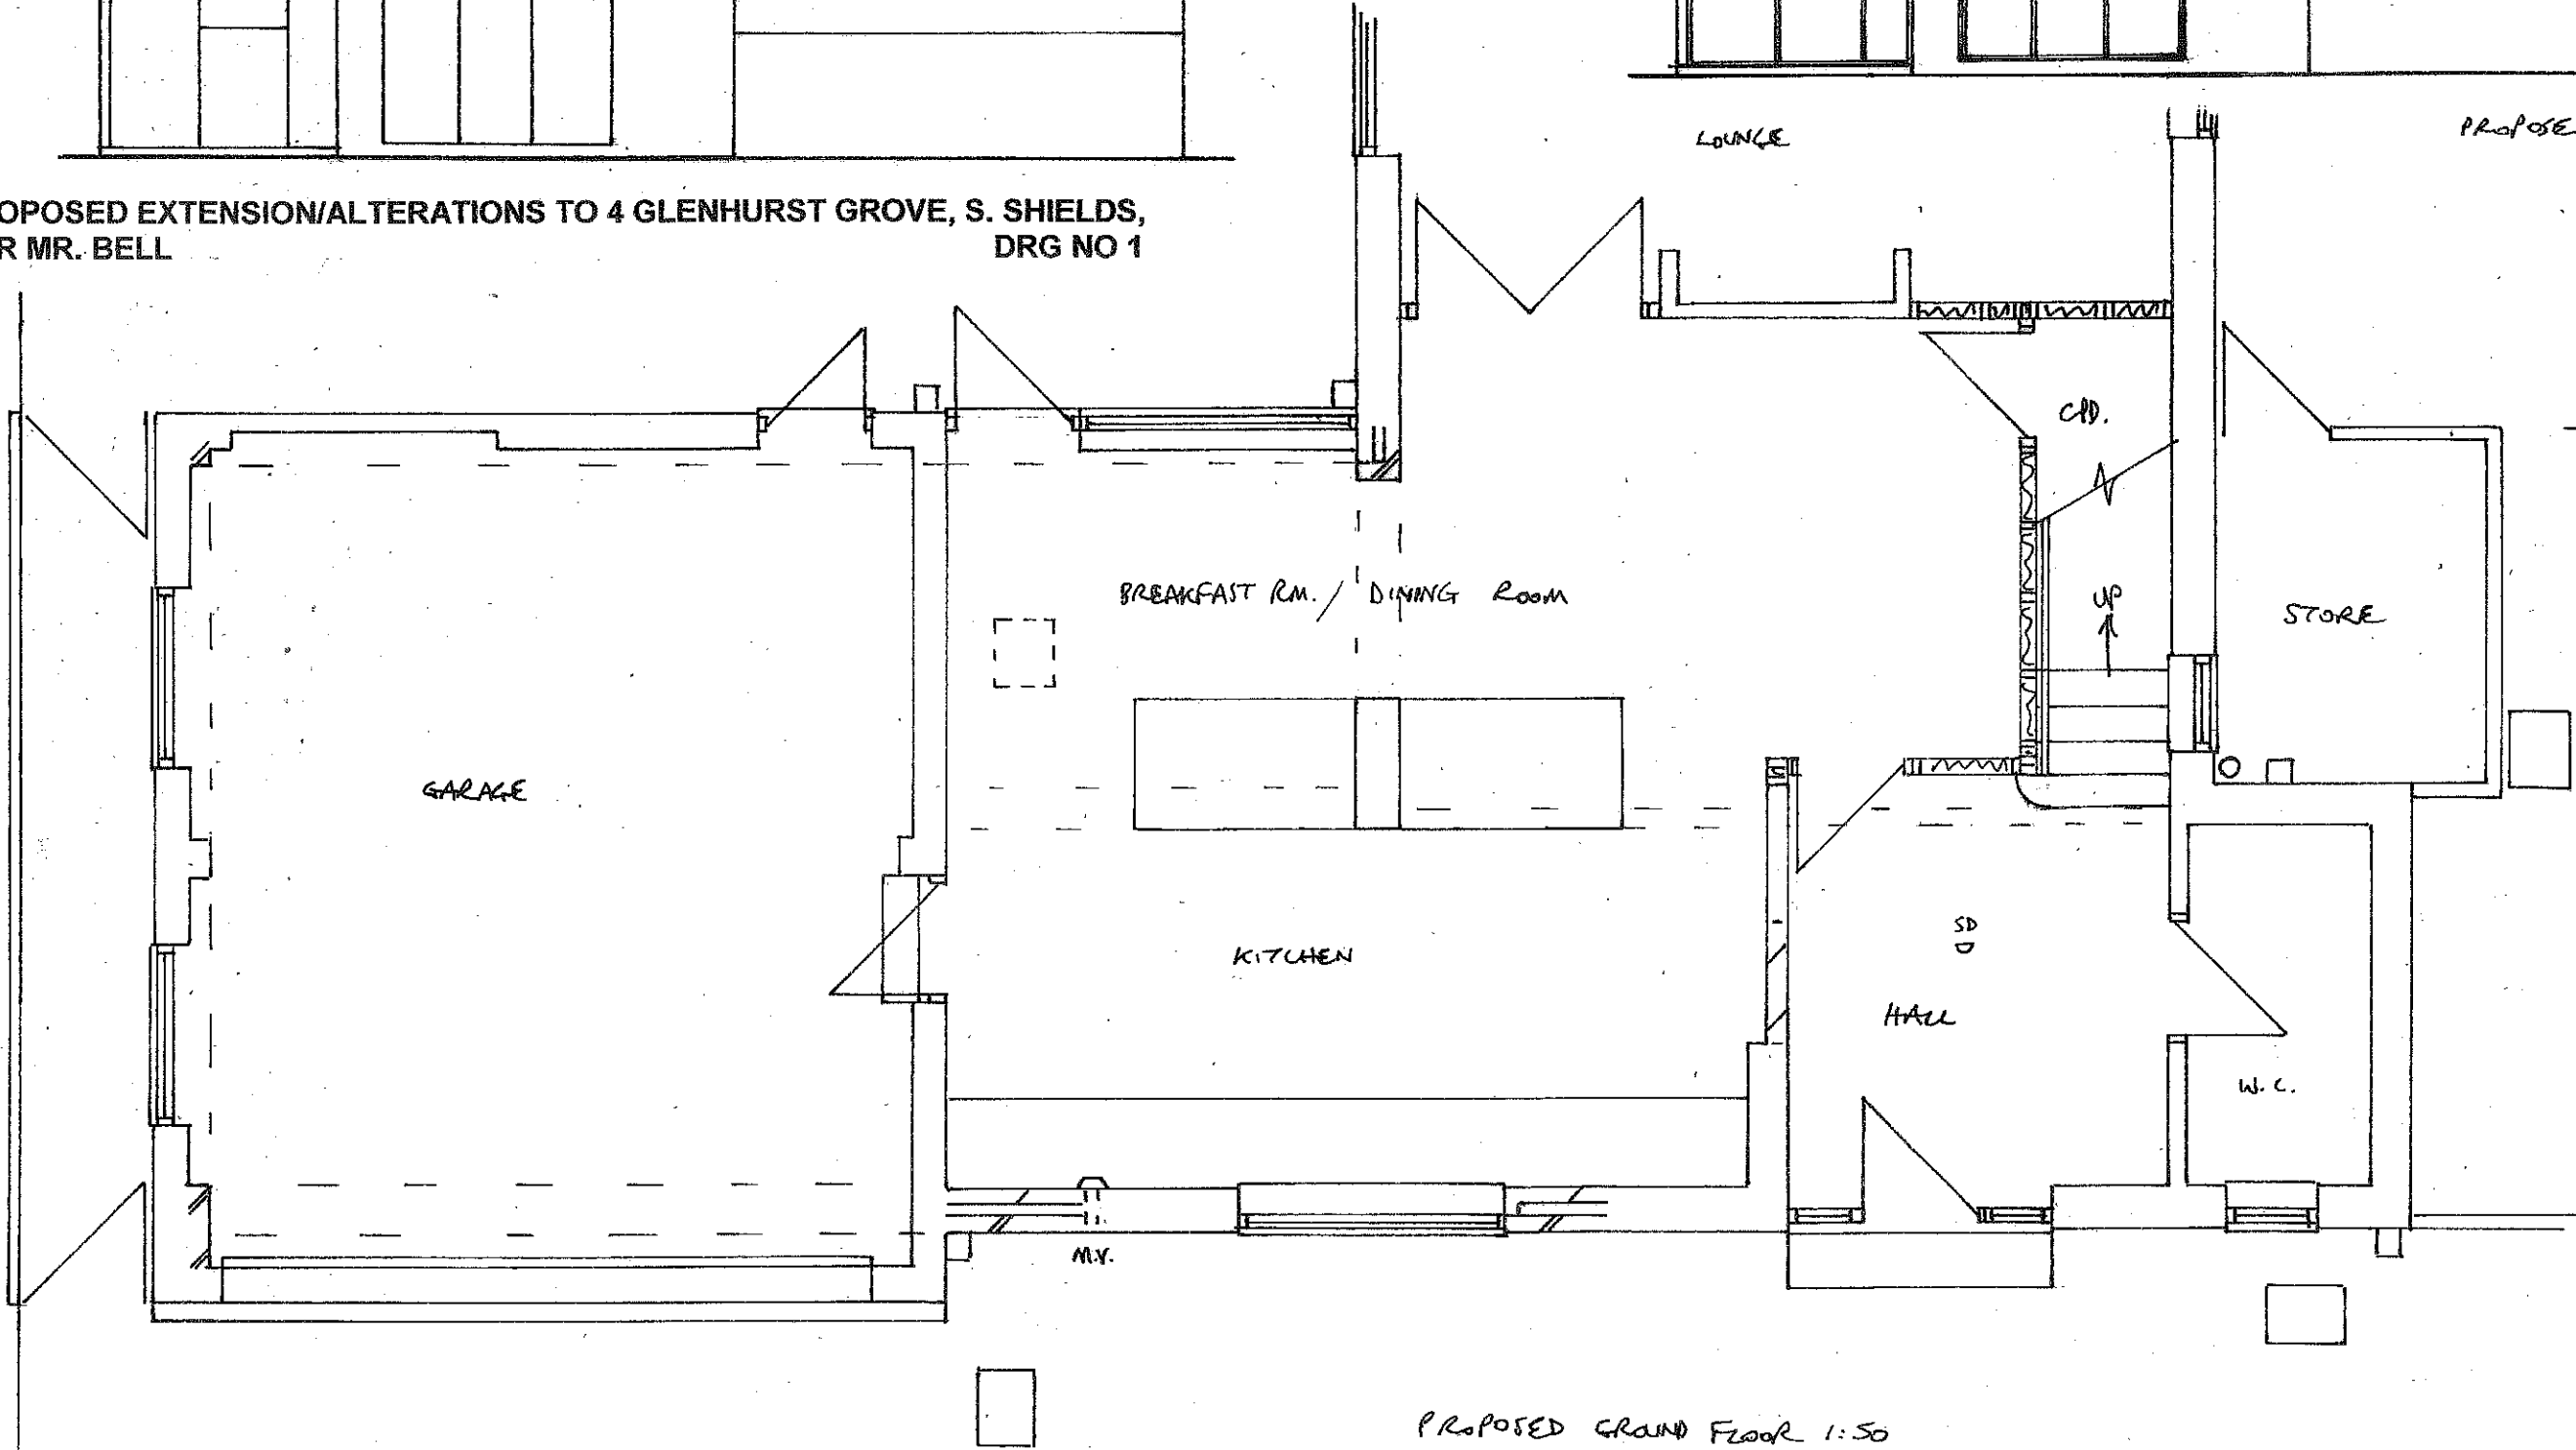 LOUNGE
PROPOSE
OPOSED EXTENSION/ALTERATIONS TO 4 GLENHURST GROVE, S. SHIELDS,
R MR. BELL DRG NO 1
CPD.
BREAKFAST RM. / DINING ROOM
UP
STORE
GARAGE
KITCHEN
SD
HALL
W.C.
M.V.
PROPOSED GROUND FLOOR 1:50